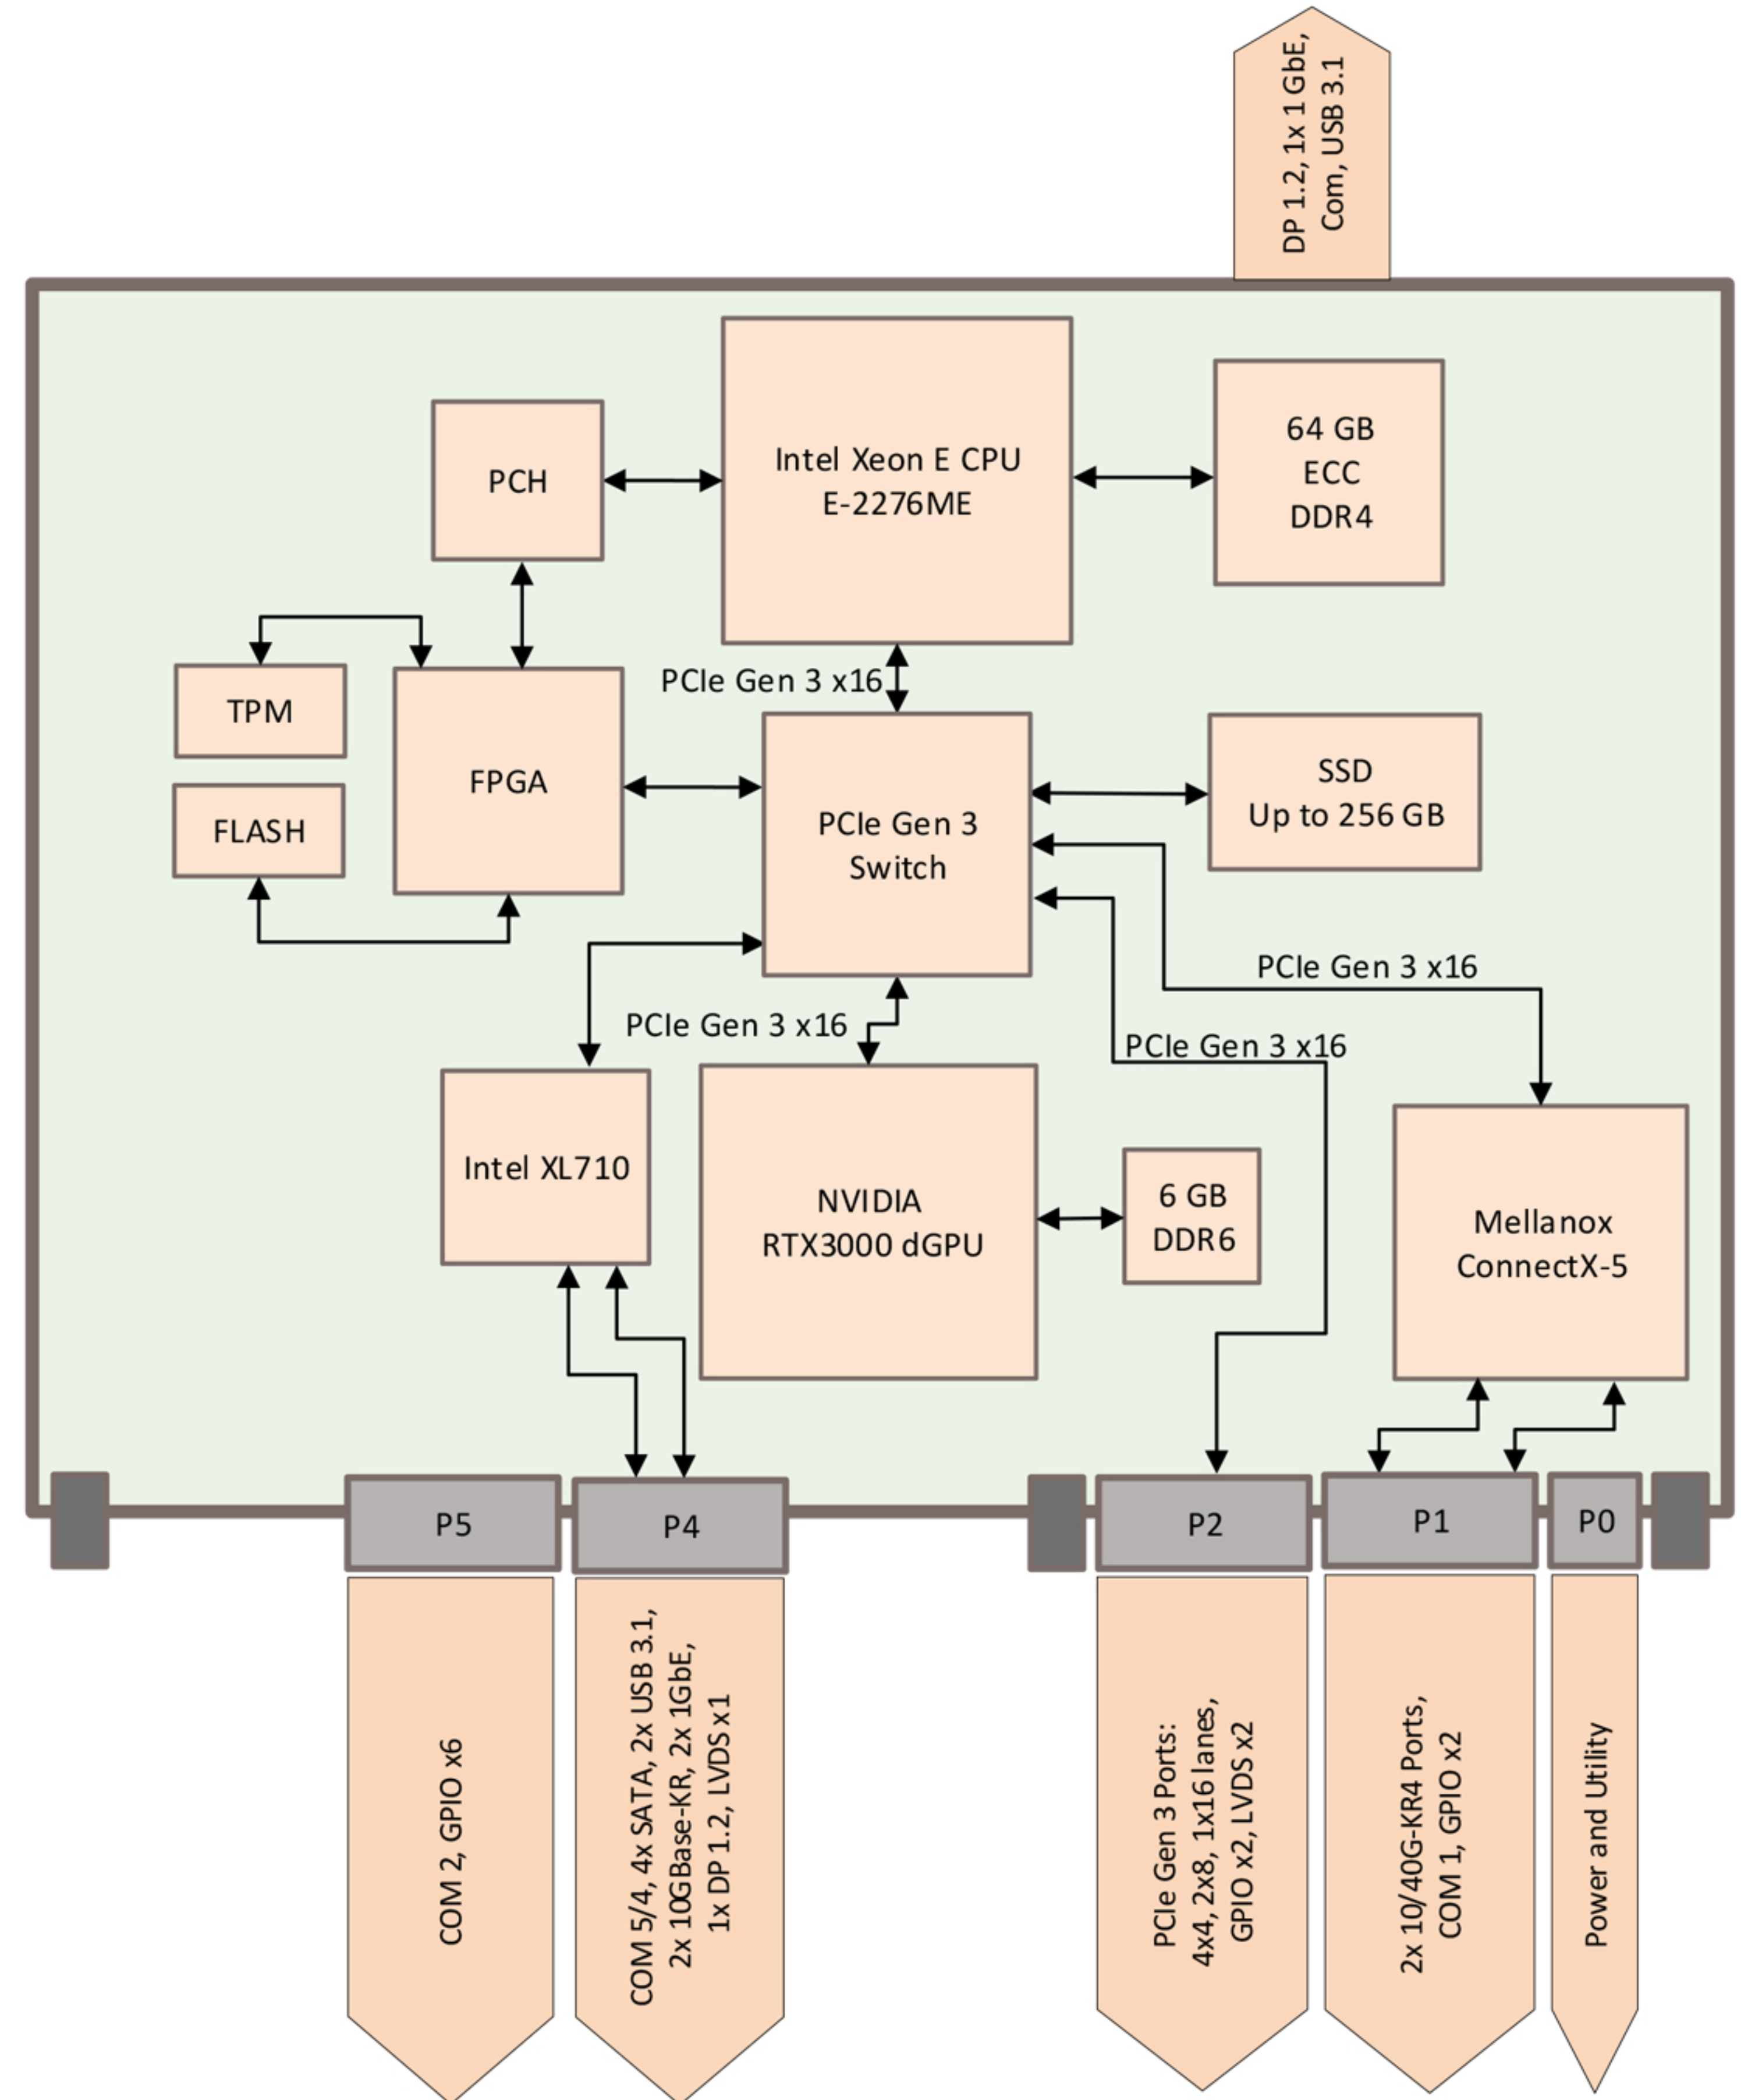 DP 1.2, 1x 1 GbE,
Com, USB 3.1
Intel Xeon E CPU
E-2276ME
64 GB
ECC
DDR4
PCH
PCIe Gen 3 x16
TPM
FPGA
FLASH
PCIe Gen 3
Switch
SSD
Up to 256 GB
PCIe Gen 3 x16
PCIe Gen 3 x16
PCIe Gen 3 x16
Intel XL710
NVIDIA
RTX3000 dGPU
6 GB
DDR6
Mellanox
ConnectX-5
P5
P4
P2
P1
P0
COM 2, GPIO x6
COM 5/4, 4x SATA, 2x USB 3.1,
2x 10GBase-KR, 2x 1GbE,
1x DP 1.2, LVDS x1
PCIe Gen 3 Ports:
4x4, 2x8, 1x16 lanes,
GPIO x2, LVDS x2
2x 10/40G-KR4 Ports,
COM 1, GPIO x2
Power and Utility